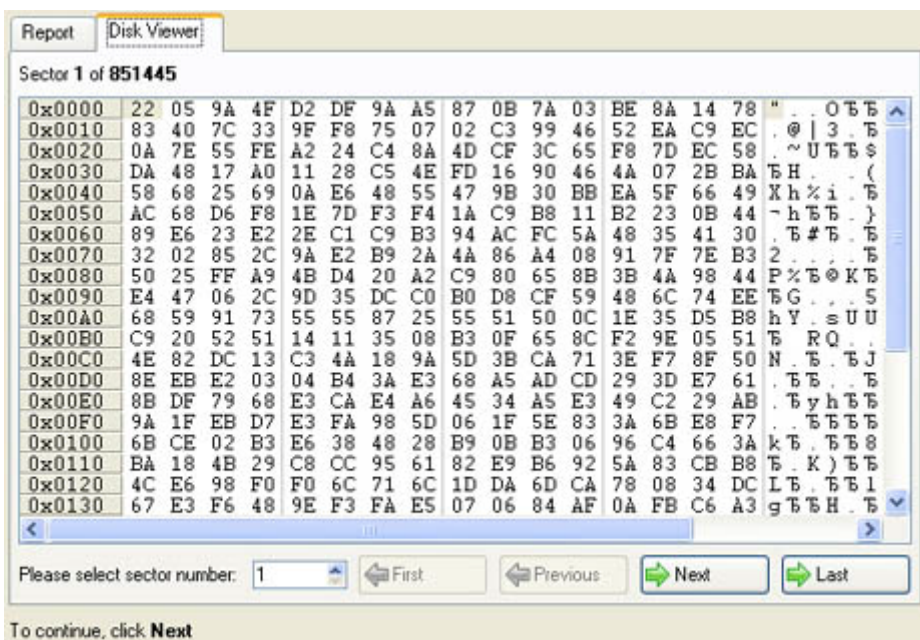 Report Disk Viewer
Sector 1 of 851445
0x0000 22 05 9A 4F D2 DF 9A A5 87 0B 7A 03 BE 8A 14 78 " . . O Ђ Ђ
0x0010 83 40 7C 33 9F F8 75 07 02 C3 99 46 52 EA C9 EC . @ | 3 . Ђ
0x0020 0A 7E 55 FE A2 24 C4 8A 4D CF 3C 65 F8 7D EC 58 . ~ U Ђ Ђ $
0x0030 DA 48 17 A0 11 28 C5 4E FD 16 90 46 4A 07 2B BA Ђ H . . (
0x0040 58 68 25 69 0A E6 48 55 47 9B 30 BB EA 5F 66 49 X h % i . Ђ
0x0050 AC 68 D6 F8 1E 7D F3 F4 1A C9 B8 11 B2 23 0B 44 ¬ h Ђ Ђ . }
0x0060 89 E6 23 E2 2E C1 C9 B3 94 AC FC 5A 48 35 41 30 . Ђ # Ђ . Ђ
0x0070 32 02 85 2C 9A E2 B9 2A 4A 86 A4 08 91 7F 7E B3 2 . . , . Ђ
0x0080 50 25 FF A9 4B D4 20 A2 C9 80 65 8B 3B 4A 98 44 P % Ђ © K Ђ
0x0090 E4 47 06 2C 9D 35 DC C0 B0 D8 CF 59 48 6C 74 EE Ђ G . , . 5
0x00A0 68 59 91 73 55 55 87 25 55 51 50 0C 1E 35 D5 B8 h Y . s U U
0x00B0 C9 20 52 51 14 11 35 08 B3 0F 65 8C F2 9E 05 51 Ђ R Q . .
0x00C0 4E 82 DC 13 C3 4A 18 9A 5D 3B CA 71 3E F7 8F 50 N . Ђ . Ђ J
0x00D0 8E EB E2 03 04 B4 3A E3 68 A5 AD CD 29 3D E7 61 . Ђ Ђ . . Ђ
0x00E0 8B DF 79 68 E3 CA E4 A6 45 34 A5 E3 49 C2 29 AB . Ђ y h Ђ Ђ
0x00F0 9A 1F EB D7 E3 FA 98 5D 06 1F 5E 83 3A 6B E8 F7 . . Ђ Ђ Ђ Ђ
0x0100 6B CE 02 B3 E6 38 48 28 B9 0B B3 06 96 C4 66 3A k Ђ . Ђ Ђ 8
0x0110 BA 18 4B 29 C8 CC 95 61 82 E9 B6 92 5A 83 CB B8 Ђ . K ) Ђ Ђ
0x0120 4C E6 98 F0 F0 6C 71 6C 1D DA 6D CA 78 08 34 DC L Ђ . Ђ Ђ l
0x0130 67 E3 F6 48 9E F3 FA E5 07 06 84 AF 0A FB C6 A3 g Ђ Ђ H . Ђ
Please select sector number: 1 First Previous Next Last
To continue, click Next